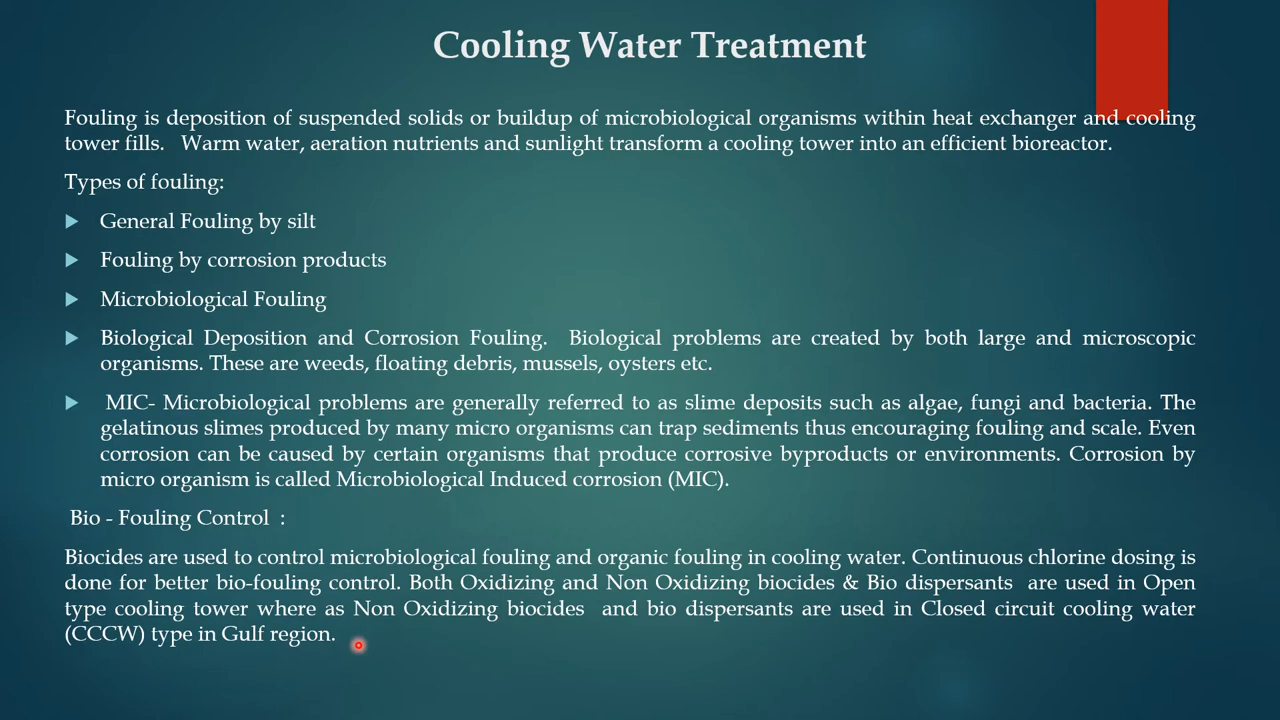 Cooling Water Treatment
Fouling is deposition of suspended solids or buildup of microbiological organisms within heat exchanger and cooling
tower fills.   Warm water, aeration nutrients and sunlight transform a cooling tower into an efficient bioreactor.
Types of fouling:
General Fouling by silt
Fouling by corrosion products
Microbiological Fouling
Biological Deposition and Corrosion Fouling.  Biological problems are created by both large and microscopic
organisms. These are weeds, floating debris, mussels, oysters etc.
MIC- Microbiological problems are generally referred to as slime deposits such as algae, fungi and bacteria. The
gelatinous slimes produced by many micro organisms can trap sediments thus encouraging fouling and scale. Even
corrosion can be caused by certain organisms that produce corrosive byproducts or environments. Corrosion by
micro organism is called Microbiological Induced corrosion (MIC).
Bio - Fouling Control  :
Biocides are used to control microbiological fouling and organic fouling in cooling water. Continuous chlorine dosing is
done for better bio-fouling control. Both Oxidizing and Non Oxidizing biocides & Bio dispersants  are used in Open
type cooling tower where as Non Oxidizing biocides  and bio dispersants are used in Closed circuit cooling water
(CCCW) type in Gulf region.